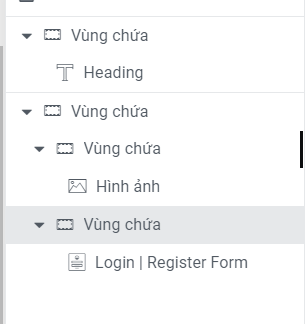 Vùng chứa
Heading
Vùng chứa
Vùng chứa
Hình ảnh
Vùng chứa
Login | Register Form